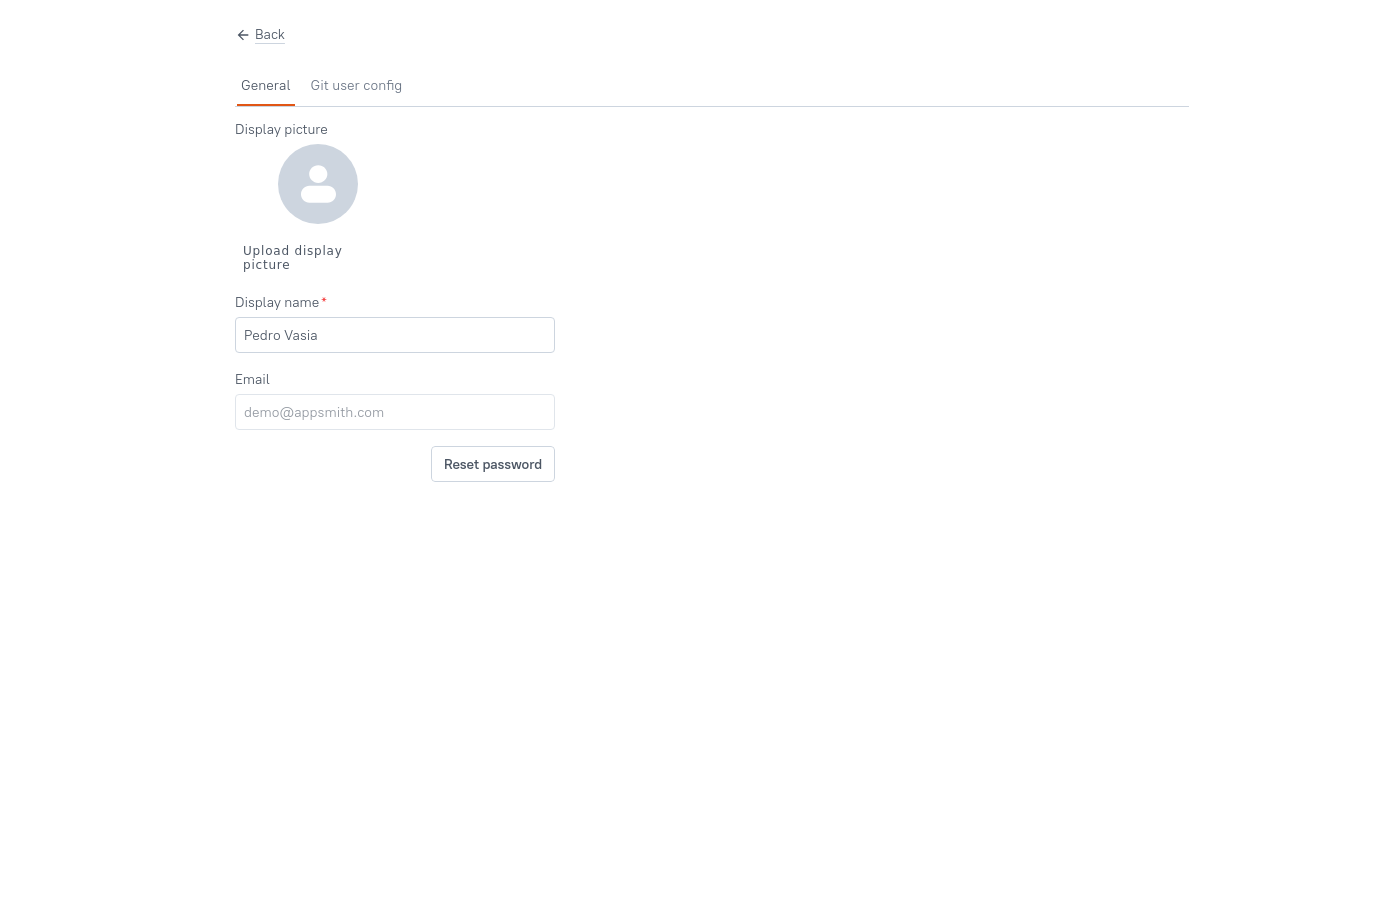 Back
General Git user config
Display picture
Upload display
picture
Display name*
Pedro Vasia
Email
demo@appsmith.com
Reset password